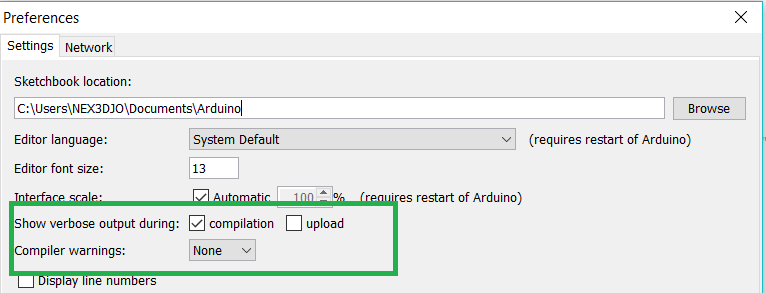 Preferences
Settings Network
Sketchbook location:
C:\Users\NEX3DJO\Documents\Arduino Browse
Editor language: System Default (requires restart of Arduino)
Editor font size: 13
Interface scale: Automatic 100 % (requires restart of Arduino)
Show verbose output during: compilation upload
Compiler warnings: None
Display line numbers